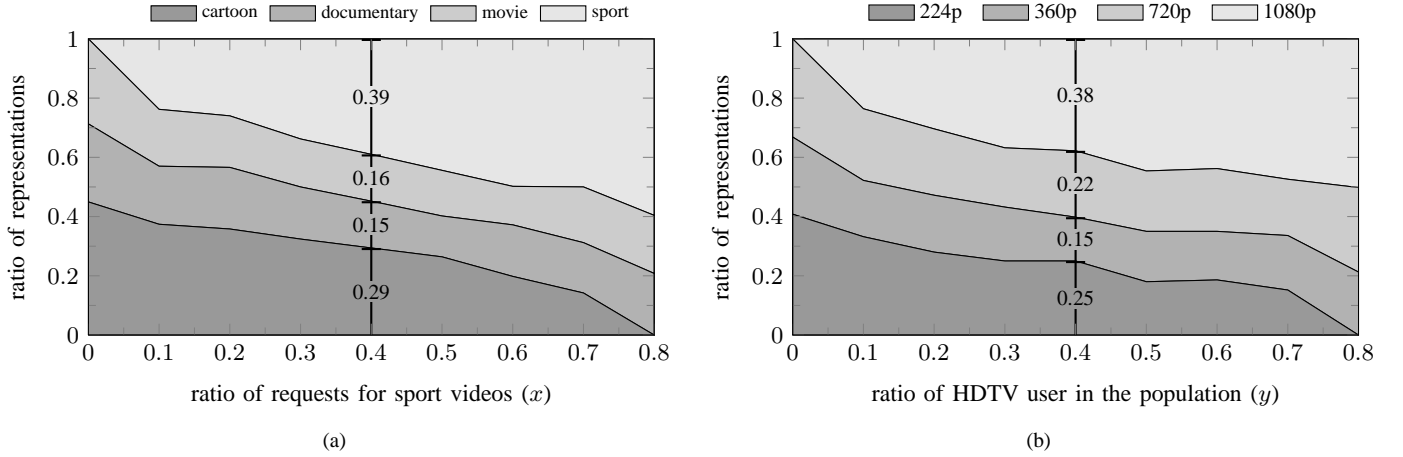 cartoon documentary movie sport
ratio of representations
1
0.8
0.6
0.4
0.2
0
0.39
0.16
0.15
0.29
0 0.1 0.2 0.3 0.4 0.5 0.6 0.7 0.8
ratio of requests for sport videos (x)
(a)
224p 360p 720p 1080p
ratio of representations
1
0.8
0.6
0.4
0.2
0
0.38
0.22
0.15
0.25
0 0.1 0.2 0.3 0.4 0.5 0.6 0.7 0.8
ratio of HDTV user in the population (y)
(b)